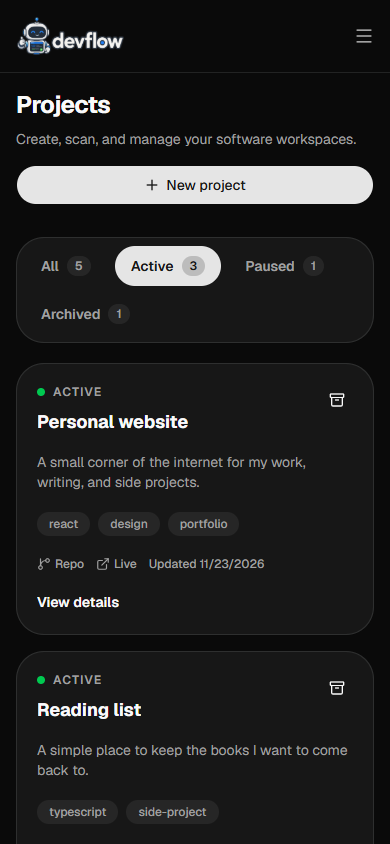 devflow
Projects
Create, scan, and manage your software workspaces.
+ New project
All 5 Active 3 Paused 1
Archived 1
ACTIVE
Personal website
A small corner of the internet for my work,
writing, and side projects.
react design portfolio
Repo Live Updated 11/23/2026
View details
ACTIVE
Reading list
A simple place to keep the books I want to come
back to.
typescript side-project